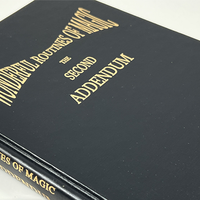 WONDERFUL ROUTINES OF MAGIC
THE
SECOND
ADDENDUM
ES OF MAGIC